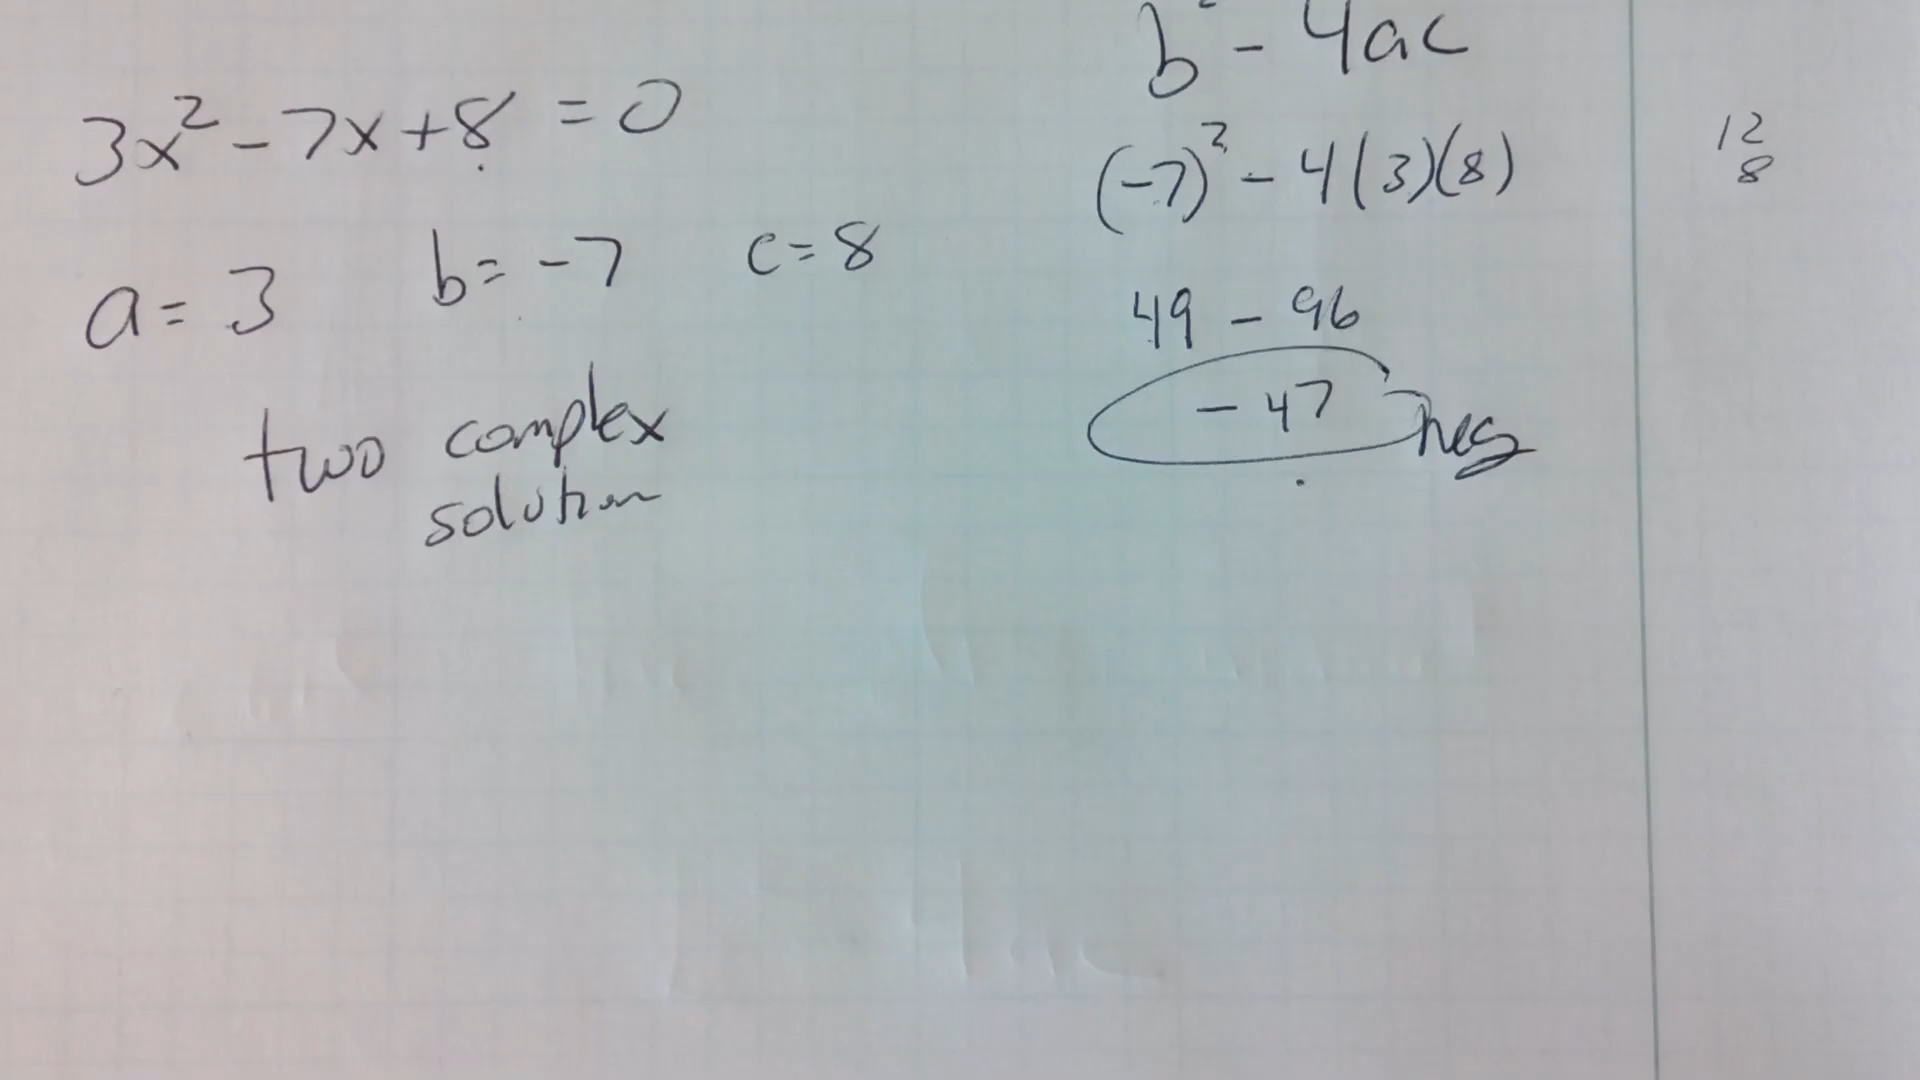 3x² - 7x + 8 = 0
a = 3 b = -7 c = 8
two complex
solution
b² - 4ac
(-7)² - 4(3)(8)
49 - 96
- 47 neg
12
8